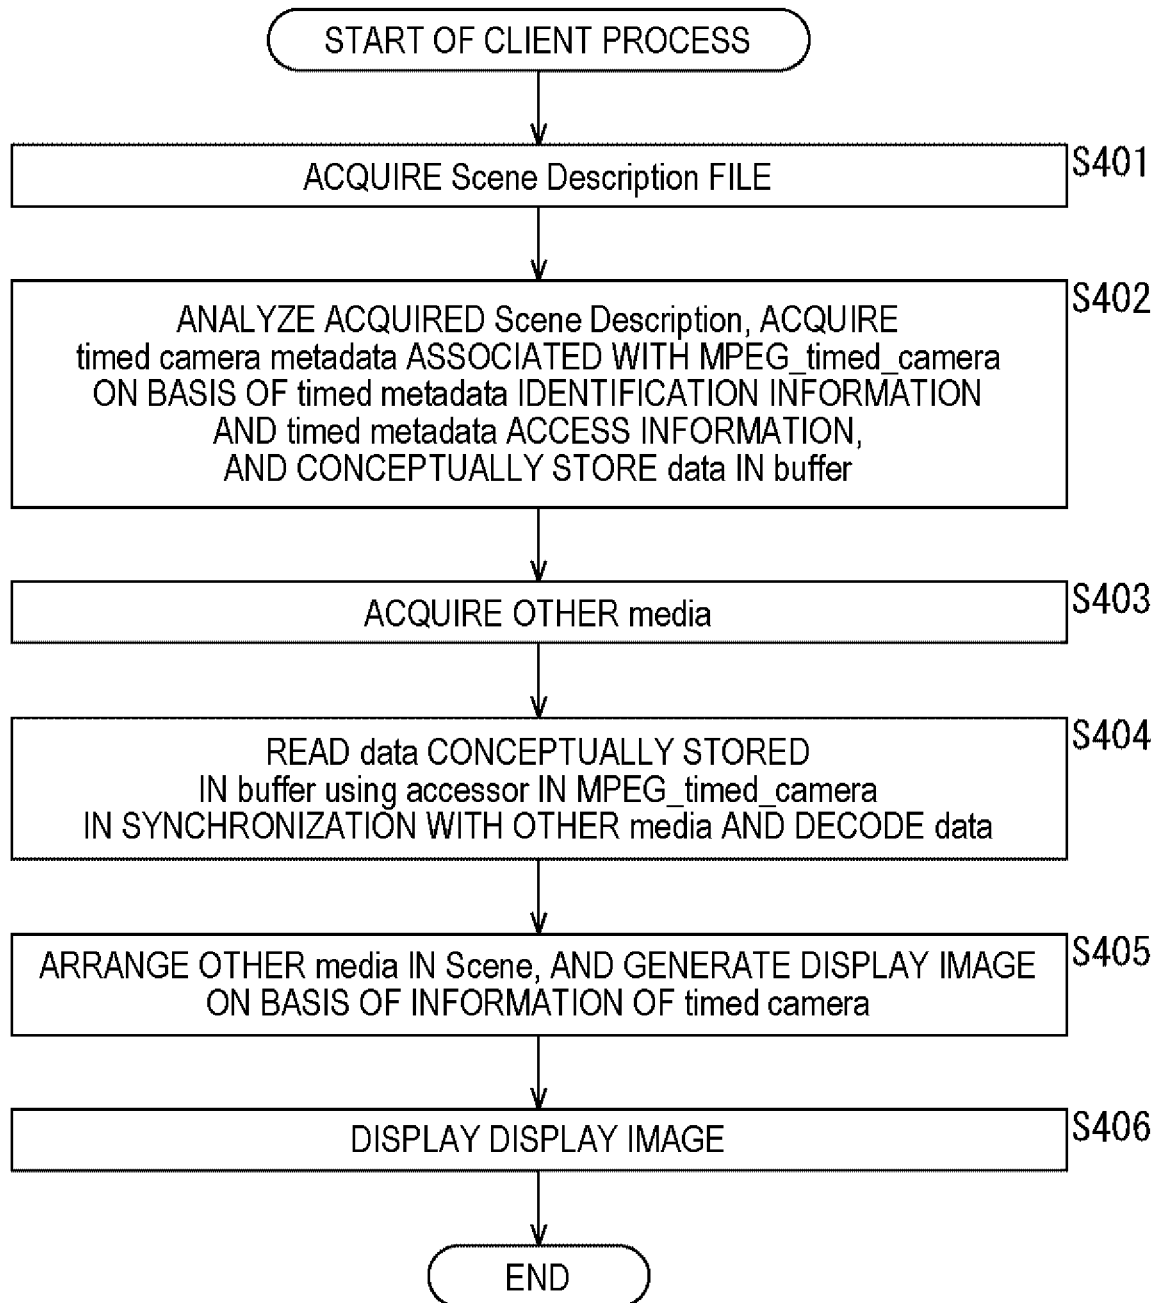 START OF CLIENT PROCESS
ACQUIRE Scene Description FILE
S401
ANALYZE ACQUIRED Scene Description, ACQUIRE
timed camera metadata ASSOCIATED WITH MPEG_timed_camera
ON BASIS OF timed metadata IDENTIFICATION INFORMATION
AND timed metadata ACCESS INFORMATION,
AND CONCEPTUALLY STORE data IN buffer
S402
ACQUIRE OTHER media
S403
READ data CONCEPTUALLY STORED
IN buffer using accessor IN MPEG_timed_camera
IN SYNCHRONIZATION WITH OTHER media AND DECODE data
S404
ARRANGE OTHER media IN Scene, AND GENERATE DISPLAY IMAGE
ON BASIS OF INFORMATION OF timed camera
S405
DISPLAY DISPLAY IMAGE
S406
END